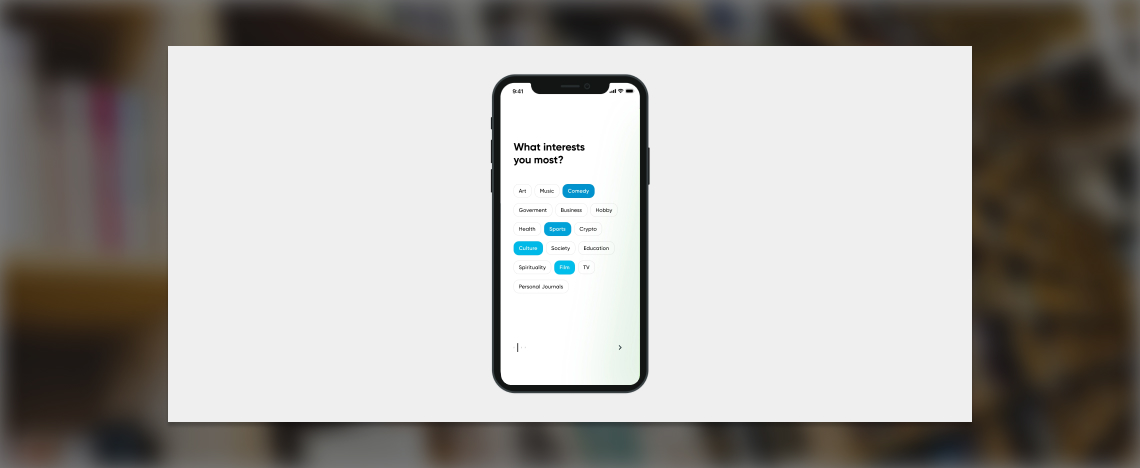 9:41
What interests
you most?
Art Music Comedy
Goverment Business Hobby
Health Sports Crypto
Culture Society Education
Spirituality Film TV
Personal Journals